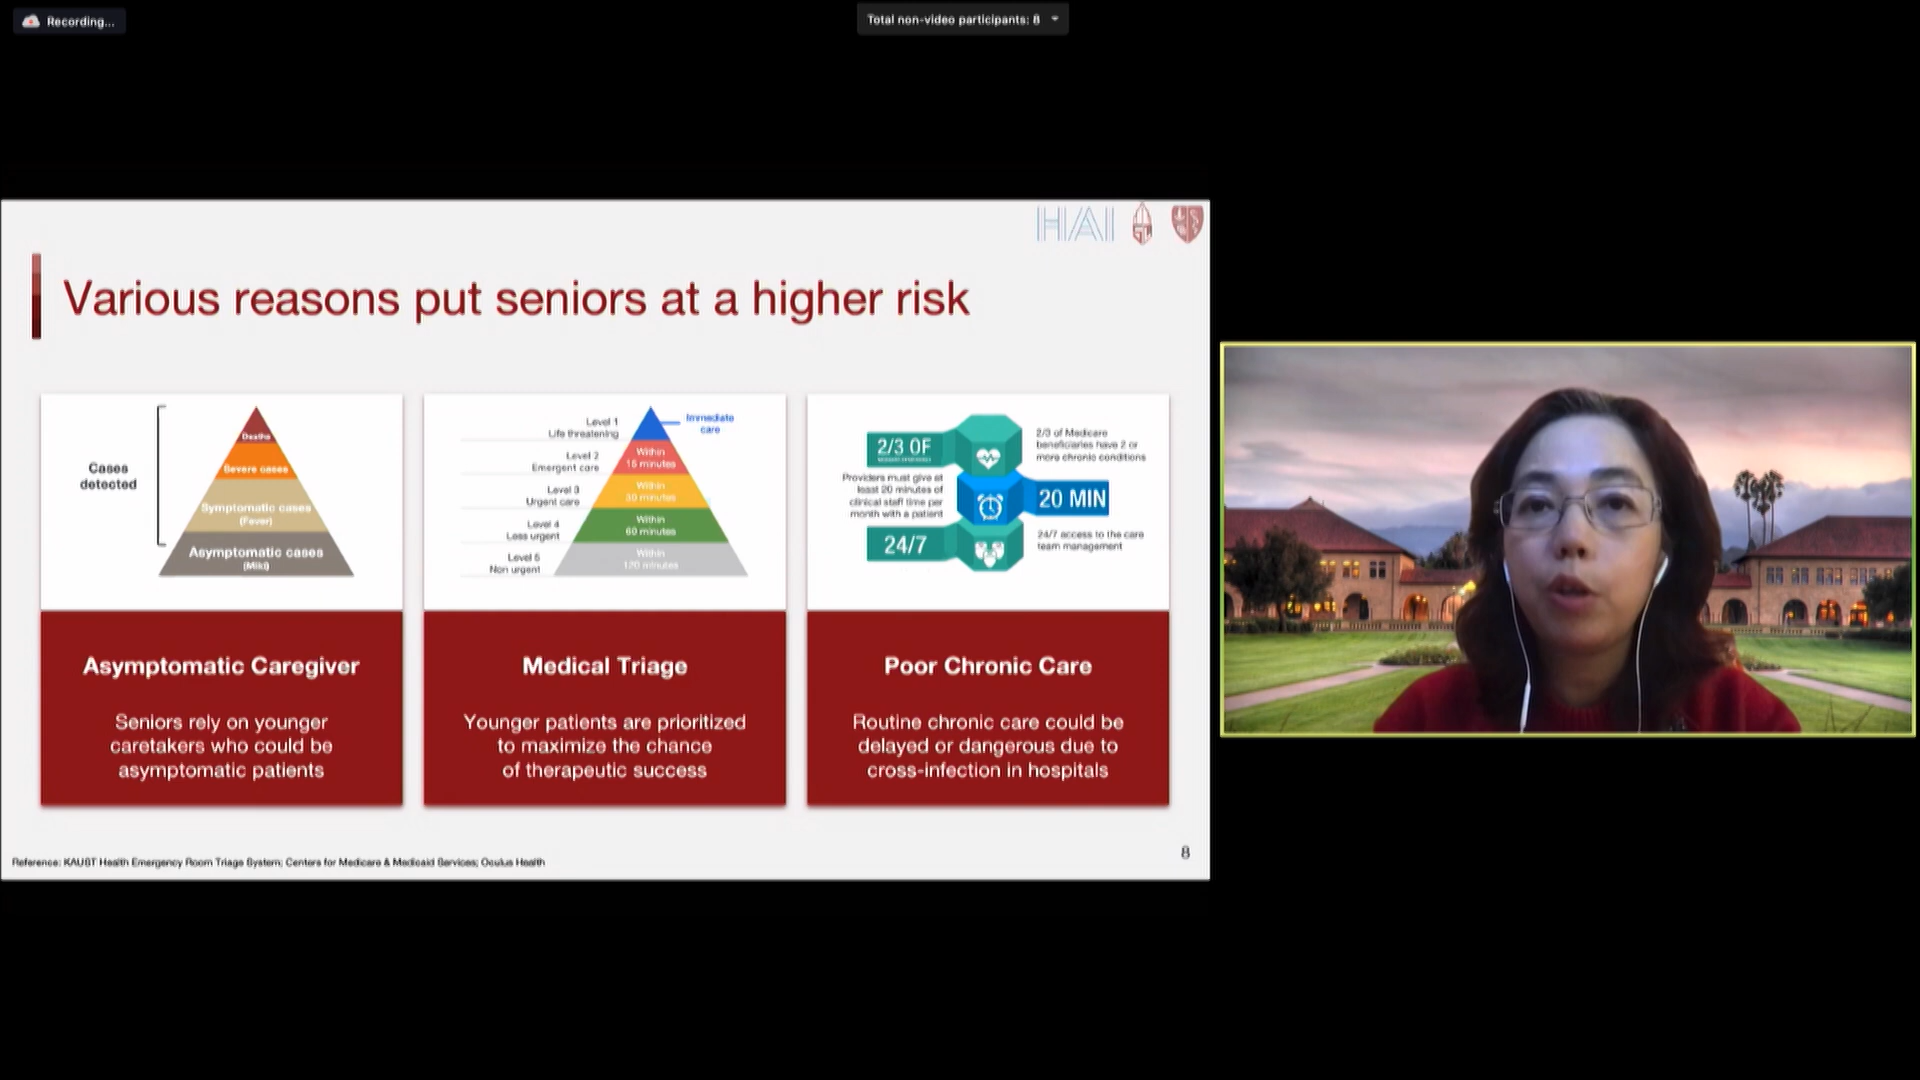 Recording...
Total non-video participants: 8
HAI
Various reasons put seniors at a higher risk
Cases
detected
Deaths
Severe cases
Symptomatic cases
(Fever)
Asymptomatic cases
(Mild)
Level 1
Life threatening
Level 2
Emergent care
Level 3
Urgent care
Level 4
Less urgent
Level 5
Non urgent
Immediate
care
Within
15 minutes
Within
30 minutes
Within
60 minutes
Within
120 minutes
2/3 OF
2/3 of Medicare
beneficiaries have 2 or
more chronic conditions
Providers must give at
least 20 minutes of
clinical staff time per
month with a patient
20 MIN
24/7
24/7 access to the care
team management
Asymptomatic Caregiver
Seniors rely on younger
caretakers who could be
asymptomatic patients
Medical Triage
Younger patients are prioritized
to maximize the chance
of therapeutic success
Poor Chronic Care
Routine chronic care could be
delayed or dangerous due to
cross-infection in hospitals
Reference: KAUST Health Emergency Room Triage System; Centers for Medicare & Medicaid Services; Oculus Health
8